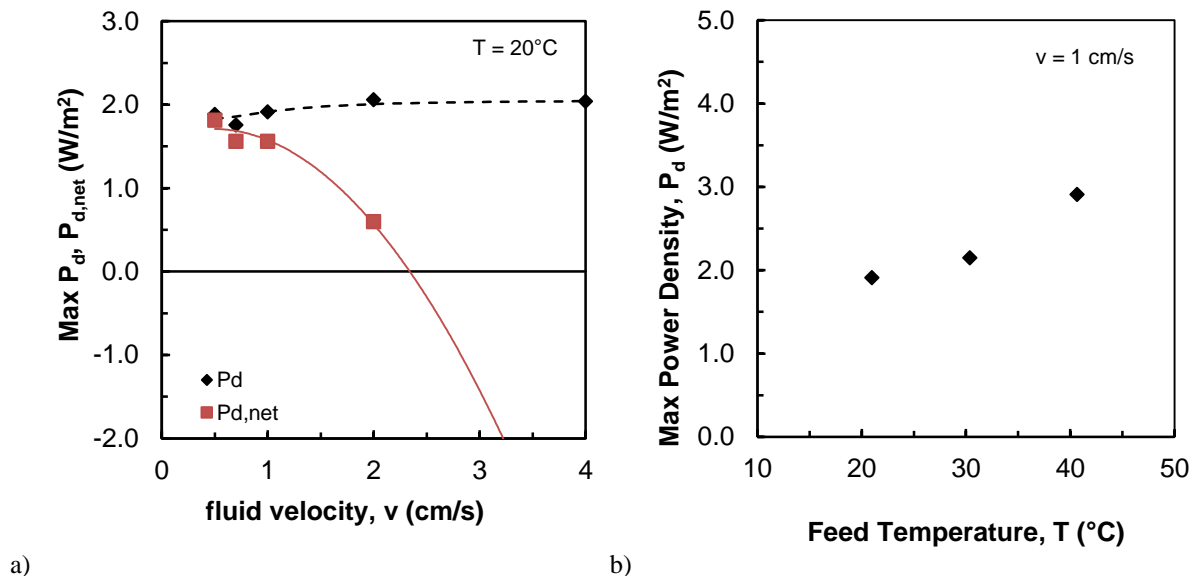 3.0
2.0
1.0
0.0
-1.0
-2.0
Max P_d, P_d,net (W/m²)
T = 20°C
Pd
Pd,net
0 1 2 3 4
fluid velocity, v (cm/s)
a)
5.0
4.0
3.0
2.0
1.0
0.0
Max Power Density, P_d (W/m²)
v = 1 cm/s
10 20 30 40 50
Feed Temperature, T (°C)
b)